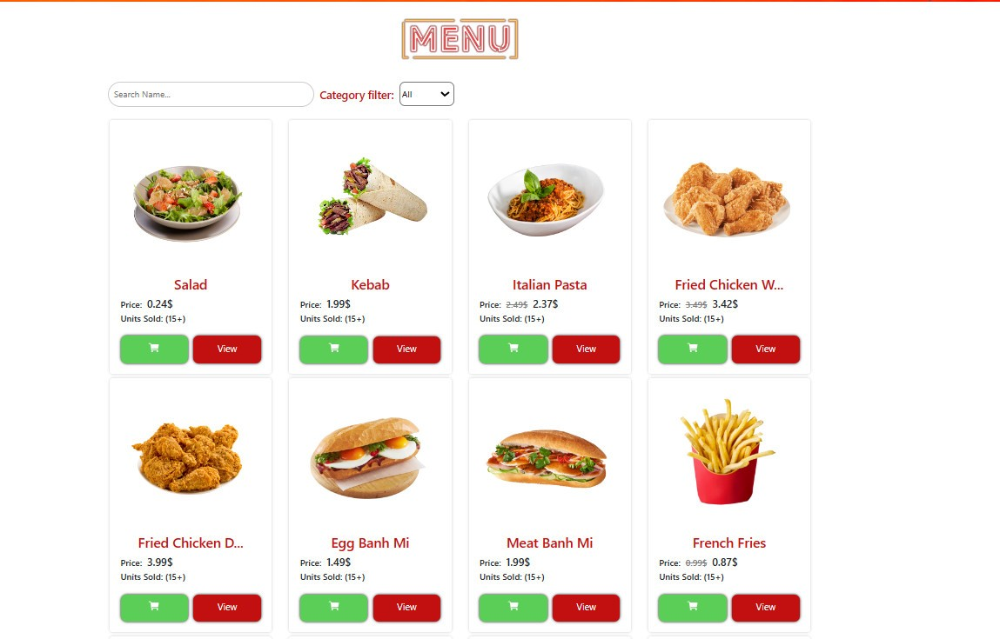 MENU
Search Name...
Category filter: All
Salad
Price: 0.24$
Units Sold: (15+)
View
Kebab
Price: 1.99$
Units Sold: (15+)
View
Italian Pasta
Price: 2.49$ 2.37$
Units Sold: (15+)
View
Fried Chicken W...
Price: 3.49$ 3.42$
Units Sold: (15+)
View
Fried Chicken D...
Price: 3.99$
Units Sold: (15+)
View
Egg Banh Mi
Price: 1.49$
Units Sold: (15+)
View
Meat Banh Mi
Price: 1.99$
Units Sold: (15+)
View
French Fries
Price: 0.99$ 0.87$
Units Sold: (15+)
View